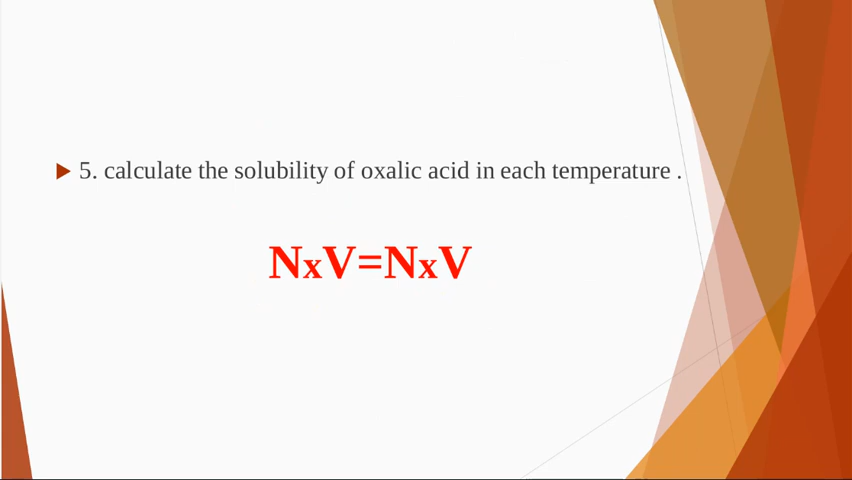 5. calculate the solubility of oxalic acid in each temperature .
NxV=NxV